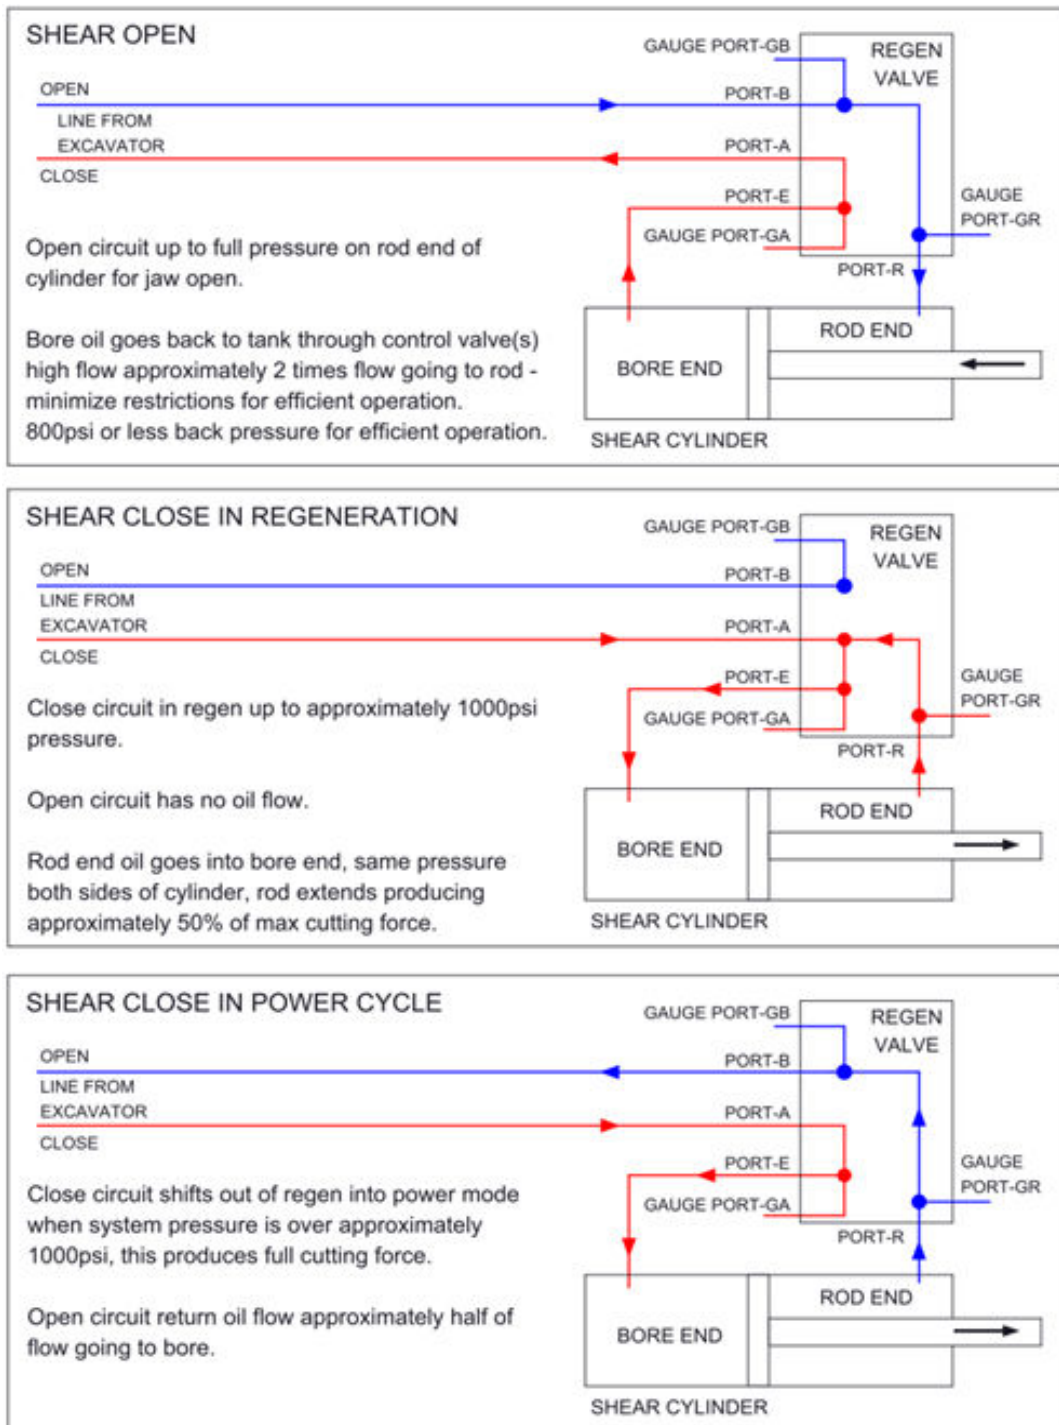 SHEAR OPEN
OPEN
LINE FROM
EXCAVATOR
CLOSE
GAUGE PORT-GB
PORT-B
PORT-A
PORT-E
GAUGE PORT-GA
REGEN
VALVE
GAUGE
PORT-GR
PORT-R
Open circuit up to full pressure on rod end of
cylinder for jaw open.
Bore oil goes back to tank through control valve(s)
high flow approximately 2 times flow going to rod -
minimize restrictions for efficient operation.
800psi or less back pressure for efficient operation.
BORE END
ROD END
SHEAR CYLINDER
SHEAR CLOSE IN REGENERATION
OPEN
LINE FROM
EXCAVATOR
CLOSE
GAUGE PORT-GB
PORT-B
PORT-A
PORT-E
GAUGE PORT-GA
REGEN
VALVE
GAUGE
PORT-GR
PORT-R
Close circuit in regen up to approximately 1000psi
pressure.
Open circuit has no oil flow.
Rod end oil goes into bore end, same pressure
both sides of cylinder, rod extends producing
approximately 50% of max cutting force.
BORE END
ROD END
SHEAR CYLINDER
SHEAR CLOSE IN POWER CYCLE
OPEN
LINE FROM
EXCAVATOR
CLOSE
GAUGE PORT-GB
PORT-B
PORT-A
PORT-E
GAUGE PORT-GA
REGEN
VALVE
GAUGE
PORT-GR
PORT-R
Close circuit shifts out of regen into power mode
when system pressure is over approximately
1000psi, this produces full cutting force.
Open circuit return oil flow approximately half of
flow going to bore.
BORE END
ROD END
SHEAR CYLINDER